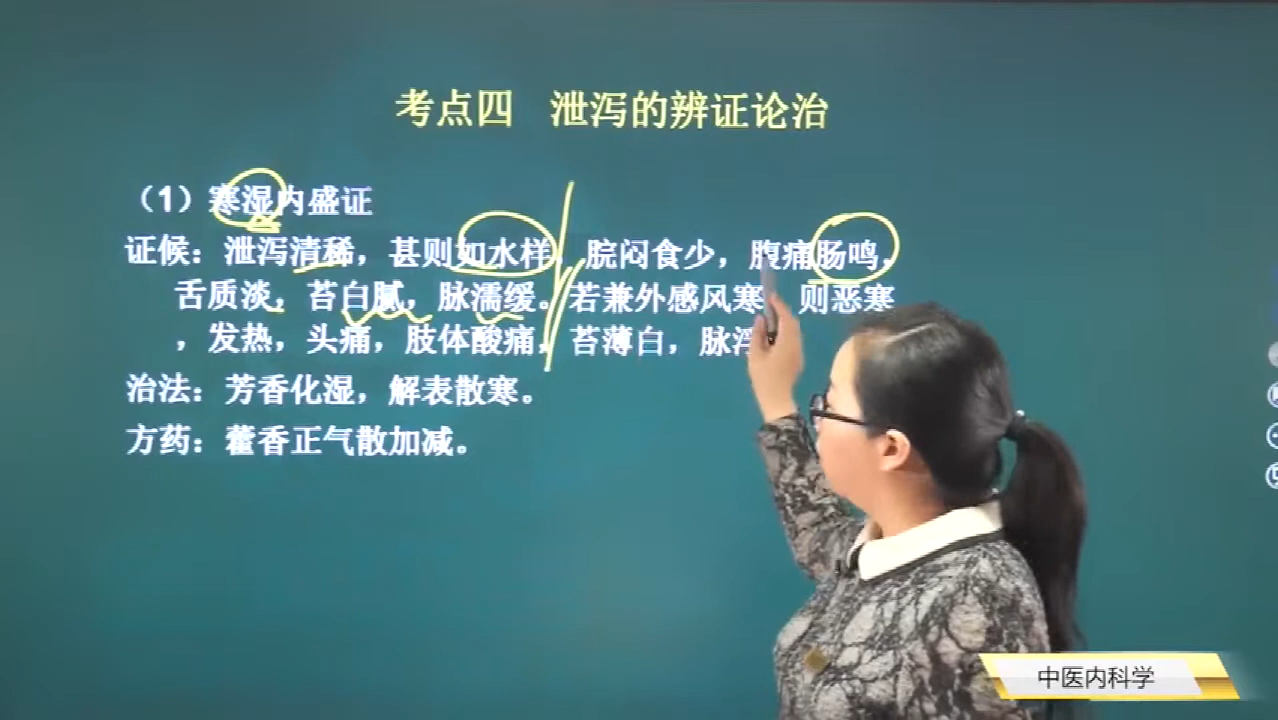 考点四 泄泻的辨证论治
（1）寒湿内盛证
证候：泄泻清稀，甚则如水样，脘闷食少，腹痛肠鸣，
舌质淡，苔白腻，脉濡缓。若兼外感风寒，则恶寒
，发热，头痛，肢体酸痛，苔薄白，脉浮
治法：芳香化湿，解表散寒。
方药：藿香正气散加减。
中医内科学